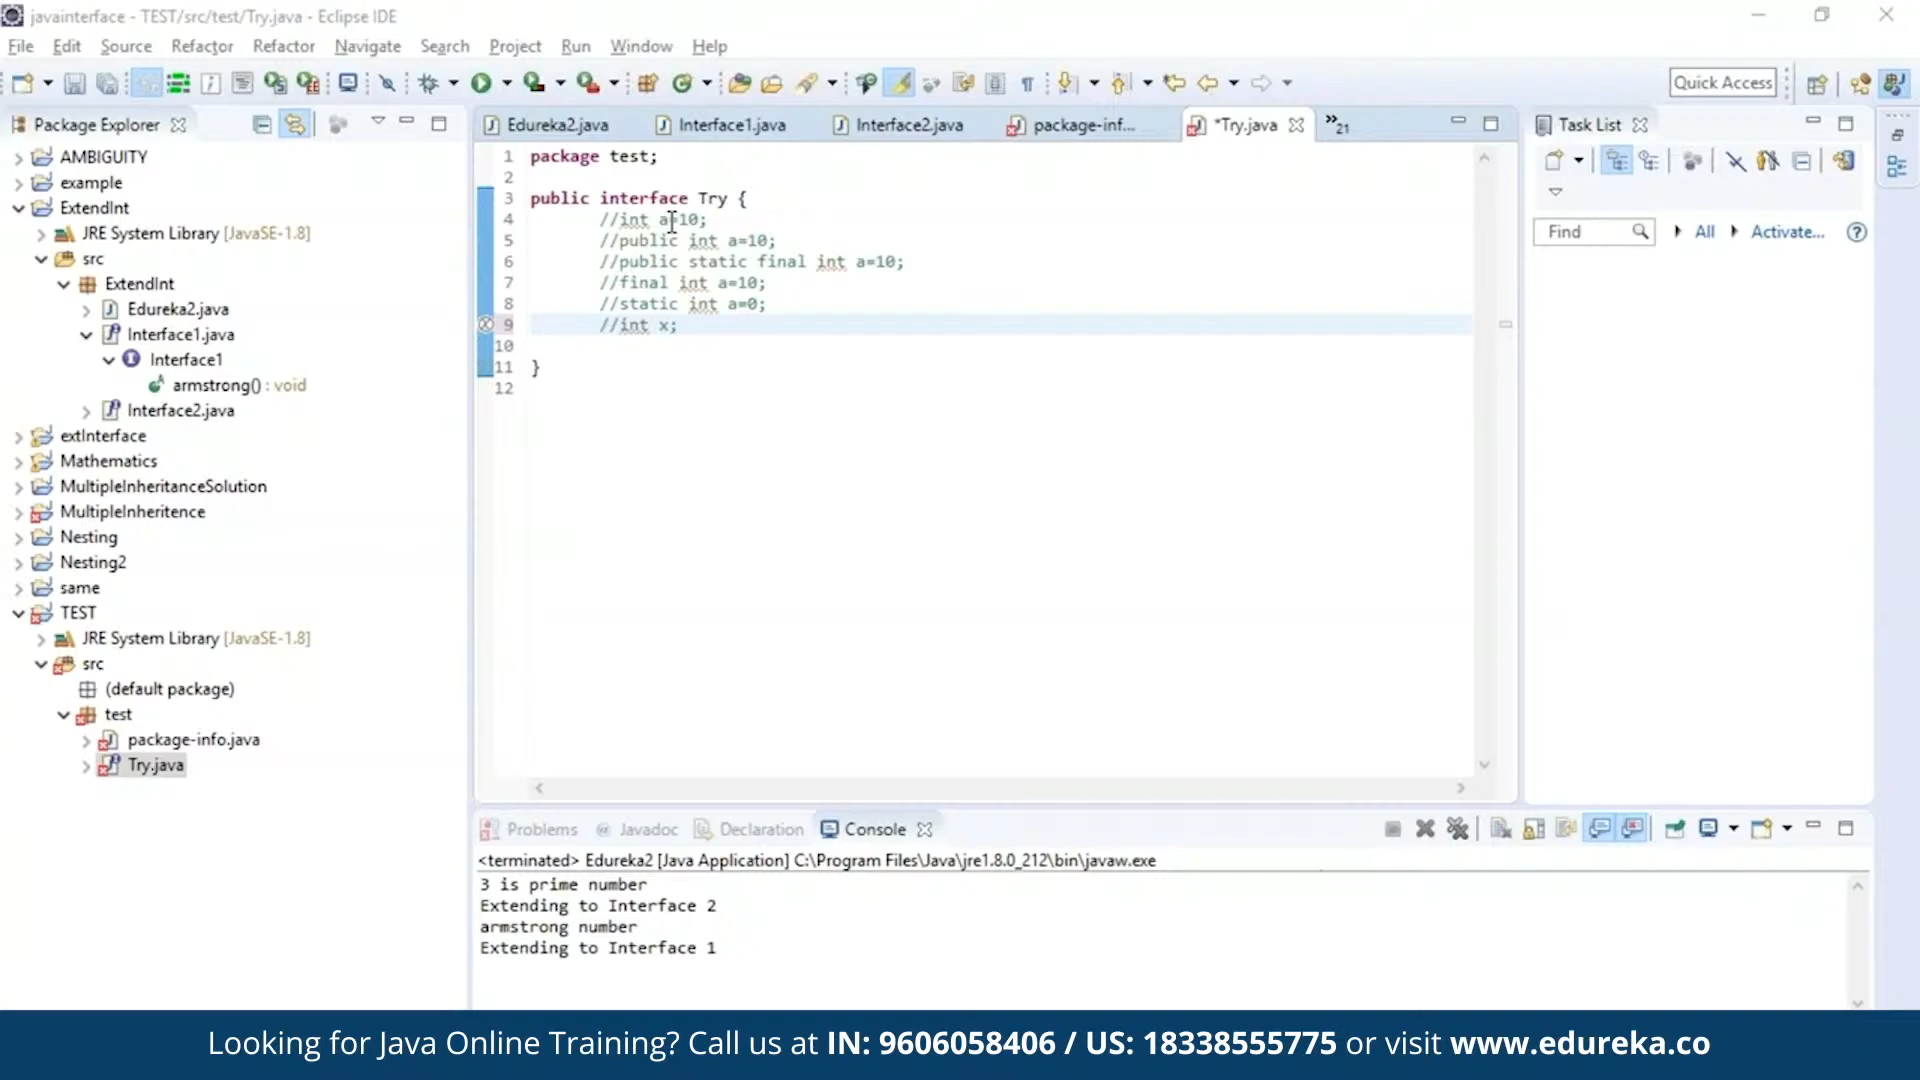 javainterface - TEST/src/test/Try.java - Eclipse IDE
File Edit Source Refactor Refactor Navigate Search Project Run Window Help
Quick Access
Package Explorer
AMBIGUITY
example
ExtendInt
JRE System Library [JavaSE-1.8]
src
ExtendInt
Edureka2.java
Interface1.java
Interface1
armstrong() : void
Interface2.java
extInterface
Mathematics
MultipleInheritanceSolution
MultipleInheritence
Nesting
Nesting2
same
TEST
JRE System Library [JavaSE-1.8]
src
(default package)
test
package-info.java
Try.java
Edureka2.java Interface1.java Interface2.java package-inf... *Try.java »21
1 package test;
2
3 public interface Try {
4 //int a=10;
5 //public int a=10;
6 //public static final int a=10;
7 //final int a=10;
8 //static int a=0;
9 //int x;
10
11 }
12
Task List
Find All Activate...
Problems @ Javadoc Declaration Console
<terminated> Edureka2 [Java Application] C:\Program Files\Java\jre1.8.0_212\bin\javaw.exe
3 is prime number
Extending to Interface 2
armstrong number
Extending to Interface 1
Looking for Java Online Training? Call us at IN: 9606058406 / US: 18338555775 or visit www.edureka.co